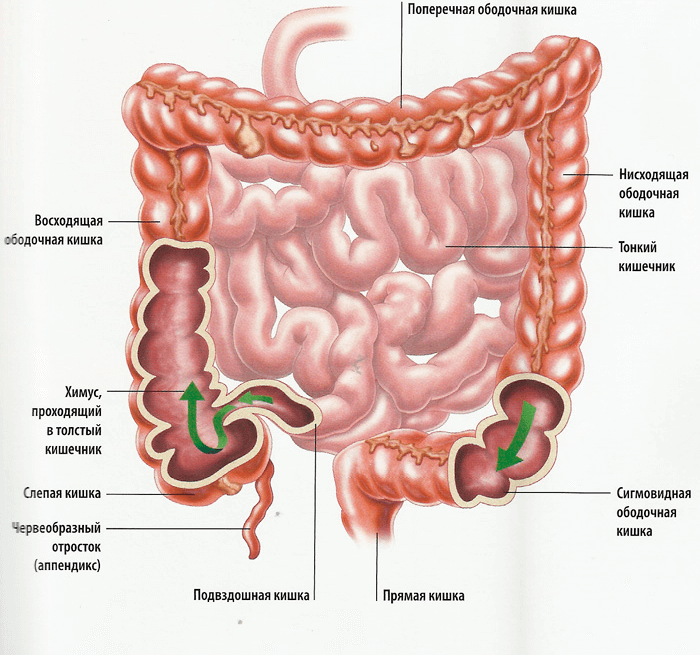 Поперечная ободочная кишка
Нисходящая
ободочная
кишка
Восходящая
ободочная кишка
Тонкий
кишечник
Химус,
проходящий
в толстый
кишечник
Слепая кишка
Сигмовидная
ободочная
кишка
Червеобразный
отросток
(аппендикс)
Подвздошная кишка
Прямая кишка